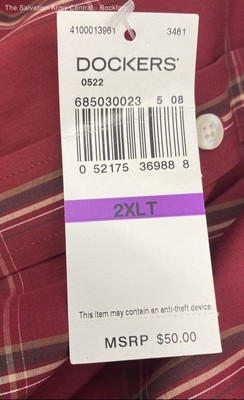 The Salvation Army Central - Rockford
4100013961 3461
DOCKERS®
0522
685030023 5 08
0 52175 36988 8
2XLT
This item may contain an anti-theft device.
MSRP $50.00